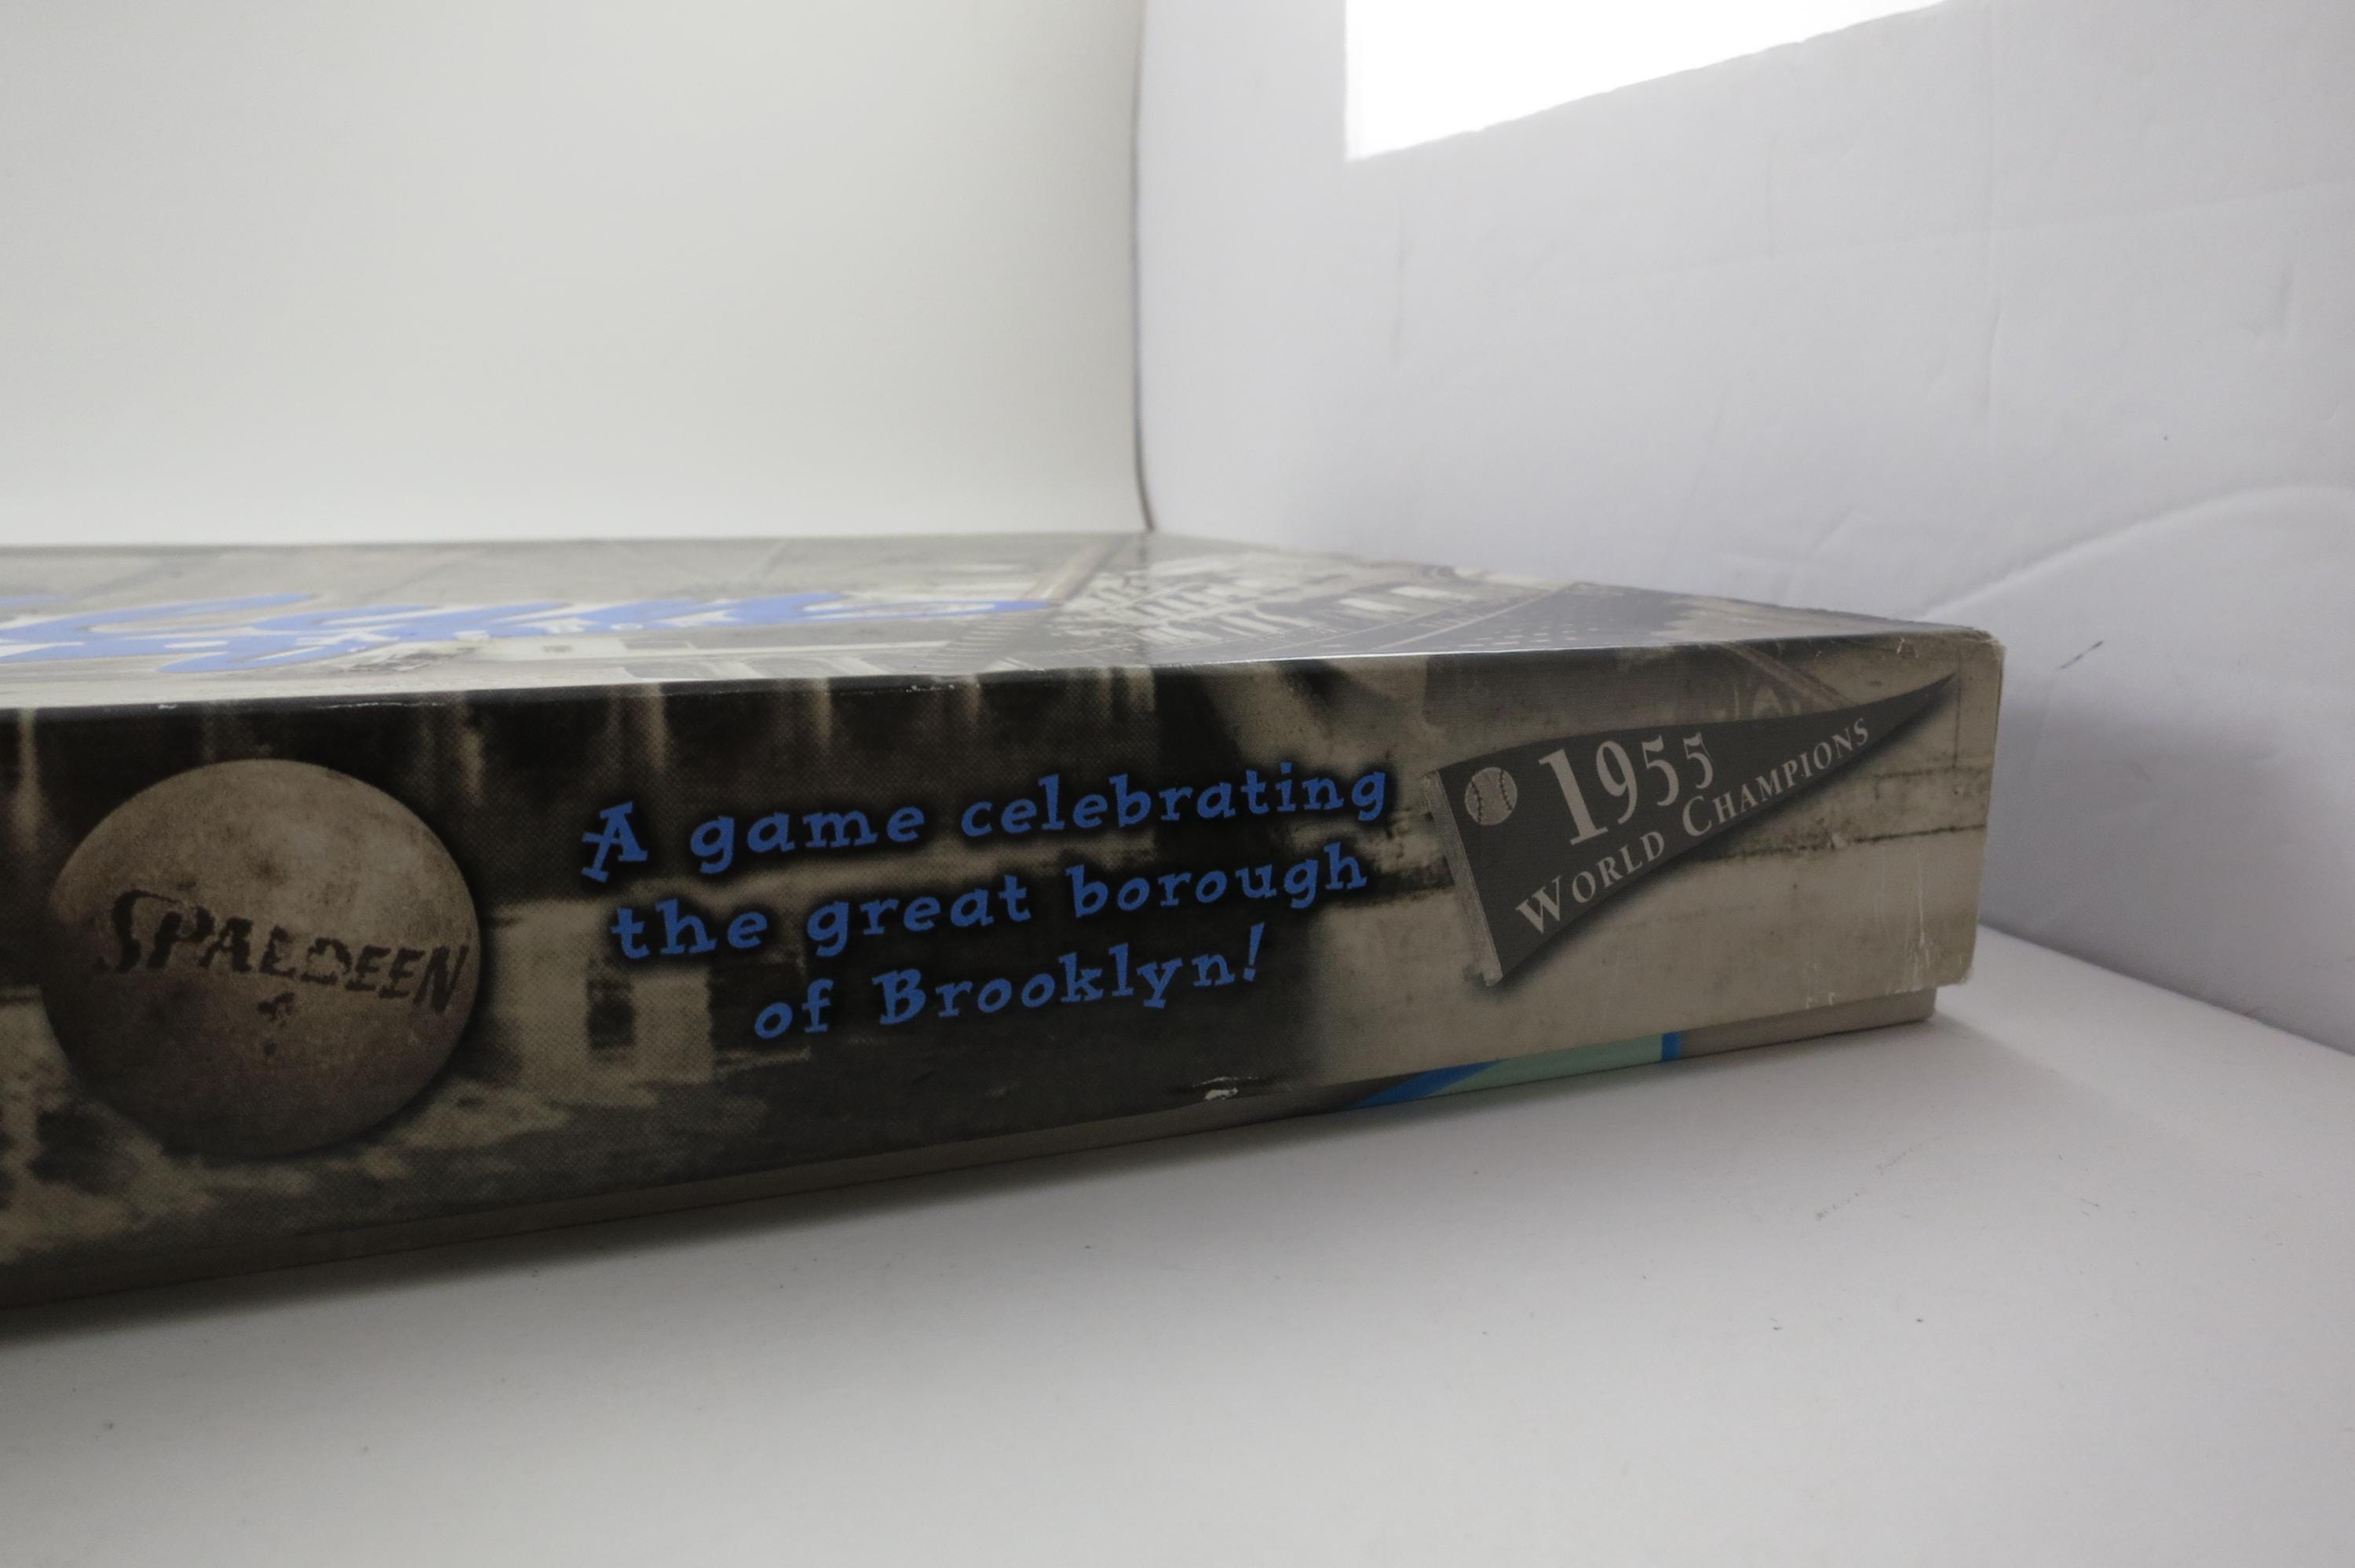 SPALDEEN
A game celebrating
the great borough
of Brooklyn!
1955
WORLD CHAMPIONS